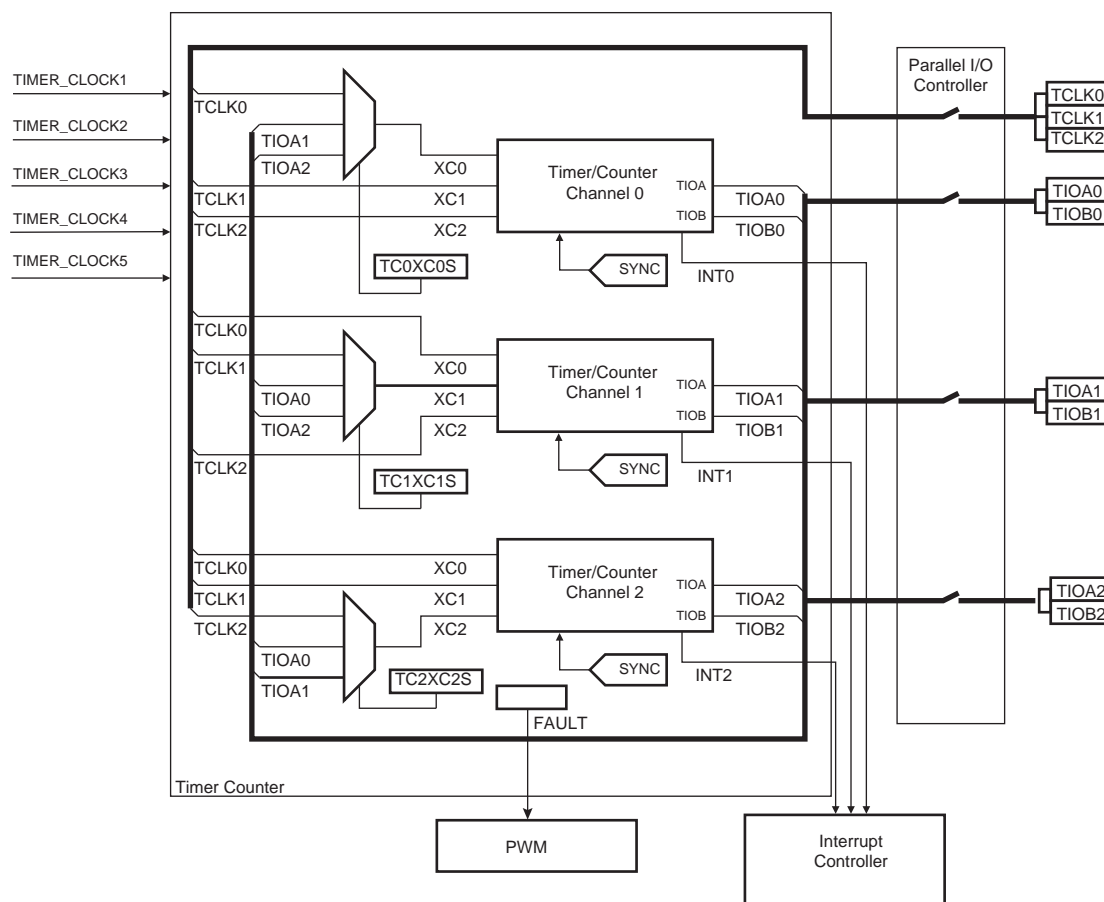 TIMER_CLOCK1
TIMER_CLOCK2
TIMER_CLOCK3
TIMER_CLOCK4
TIMER_CLOCK5
TCLK0
TIOA1
TIOA2
TCLK1
TCLK2
XC0
XC1
XC2
TC0XC0S
Timer/Counter
Channel 0
TIOA
TIOB
TIOA0
TIOB0
SYNC
INT0
TCLK0
TCLK1
TIOA0
TIOA2
TCLK2
XC0
XC1
XC2
TC1XC1S
Timer/Counter
Channel 1
TIOA
TIOB
TIOA1
TIOB1
SYNC
INT1
TCLK0
TCLK1
TCLK2
TIOA0
TIOA1
XC0
XC1
XC2
TC2XC2S
Timer/Counter
Channel 2
TIOA
TIOB
TIOA2
TIOB2
SYNC
INT2
FAULT
Timer Counter
PWM
Interrupt
Controller
Parallel I/O
Controller
TCLK0
TCLK1
TCLK2
TIOA0
TIOB0
TIOA1
TIOB1
TIOA2
TIOB2